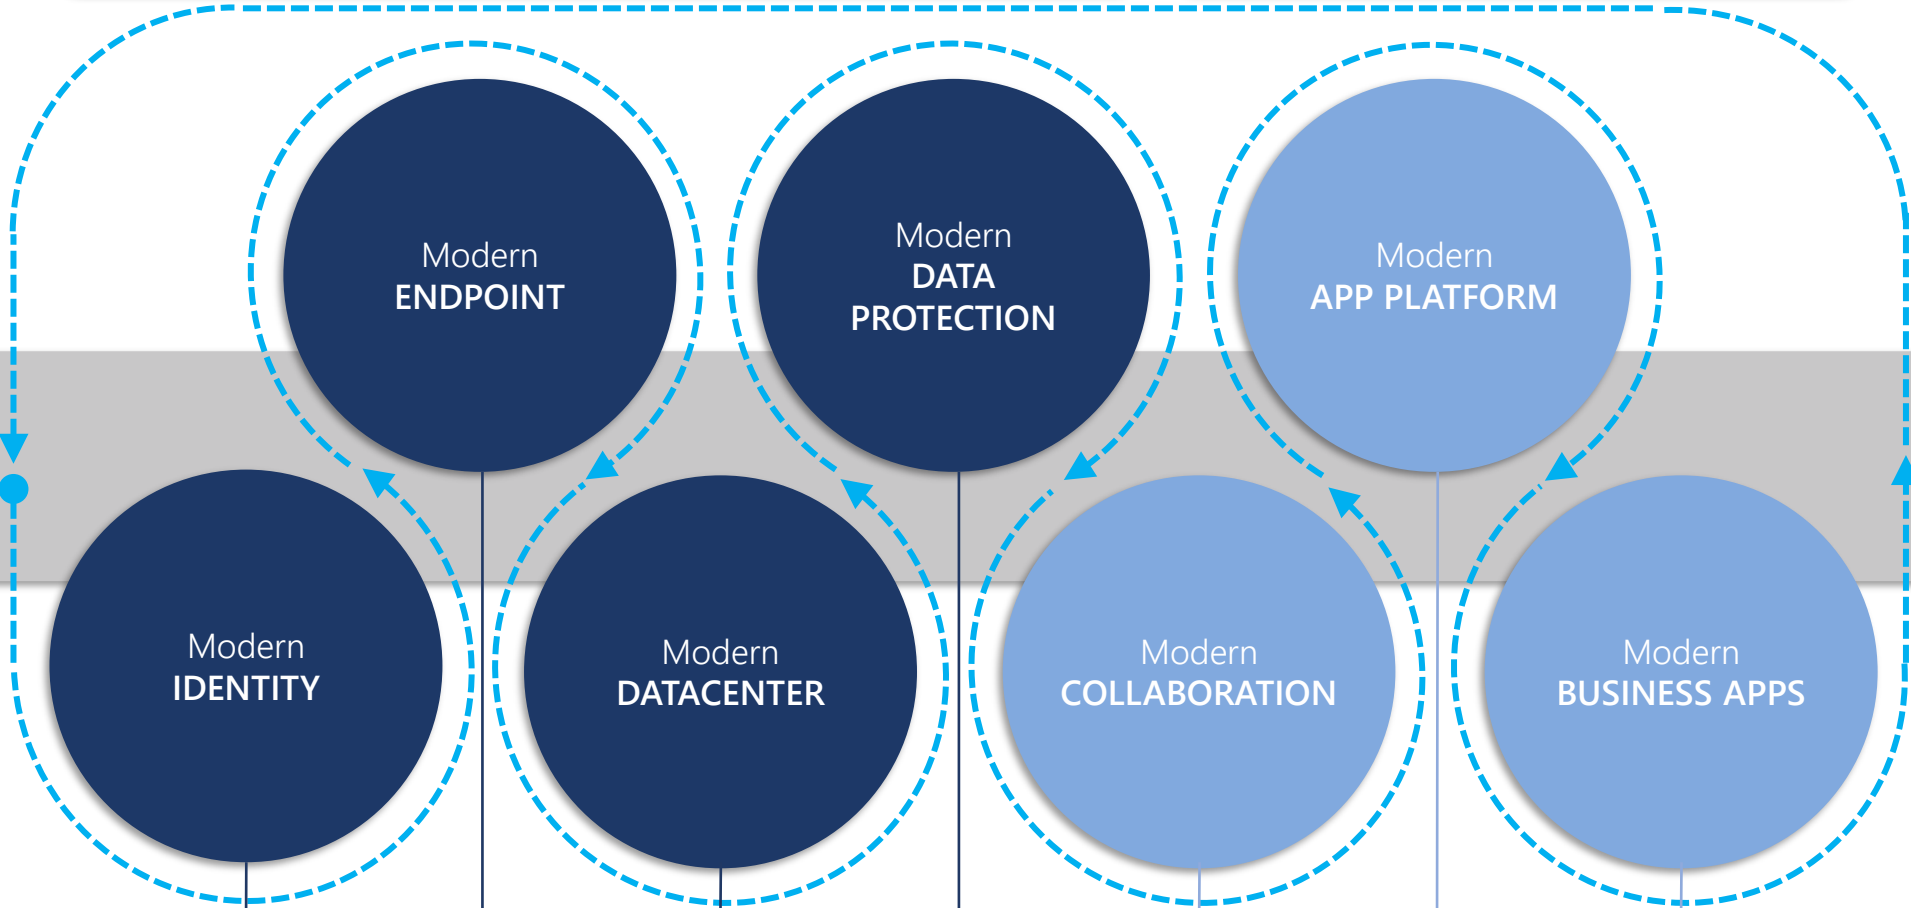 Modern
ENDPOINT
Modern
DATA
PROTECTION
Modern
APP PLATFORM
Modern
IDENTITY
Modern
DATACENTER
Modern
COLLABORATION
Modern
BUSINESS APPS